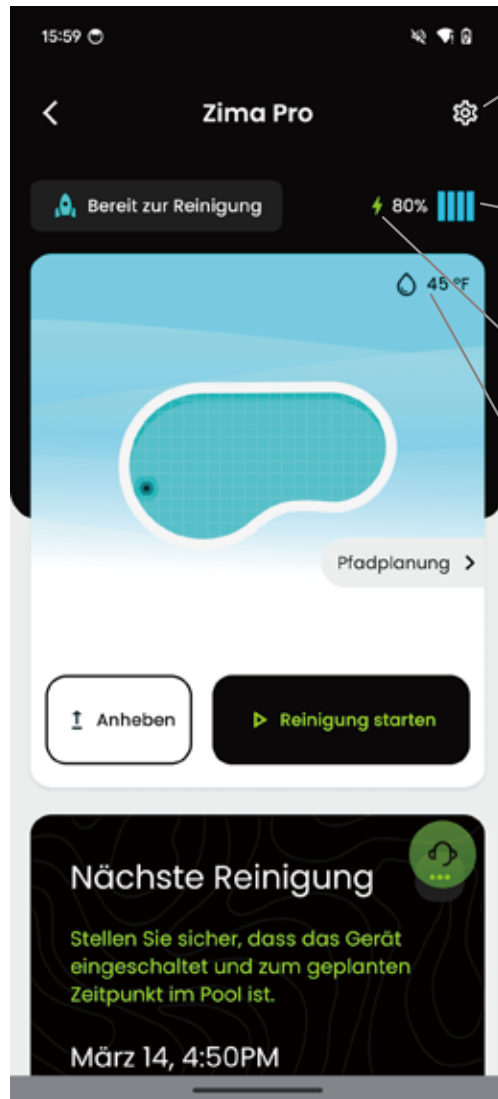 15:59
Zima Pro
Bereit zur Reinigung
80%
45 °F
Pfadplanung
Anheben
Reinigung starten
Nächste Reinigung
Stellen Sie sicher, dass das Gerät
eingeschaltet und zum geplanten
Zeitpunkt im Pool ist.
März 14, 4:50PM